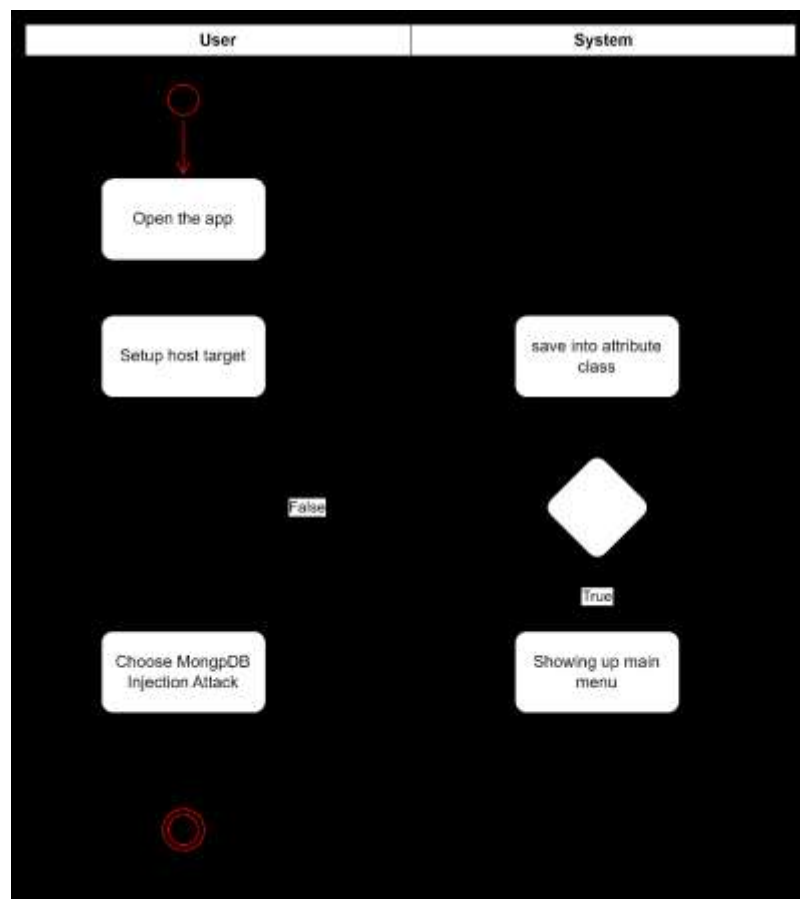 User
System
Open the app
Setup host target
save into attribute
class
False
True
Choose MongpDB
Injection Attack
Showing up main
menu